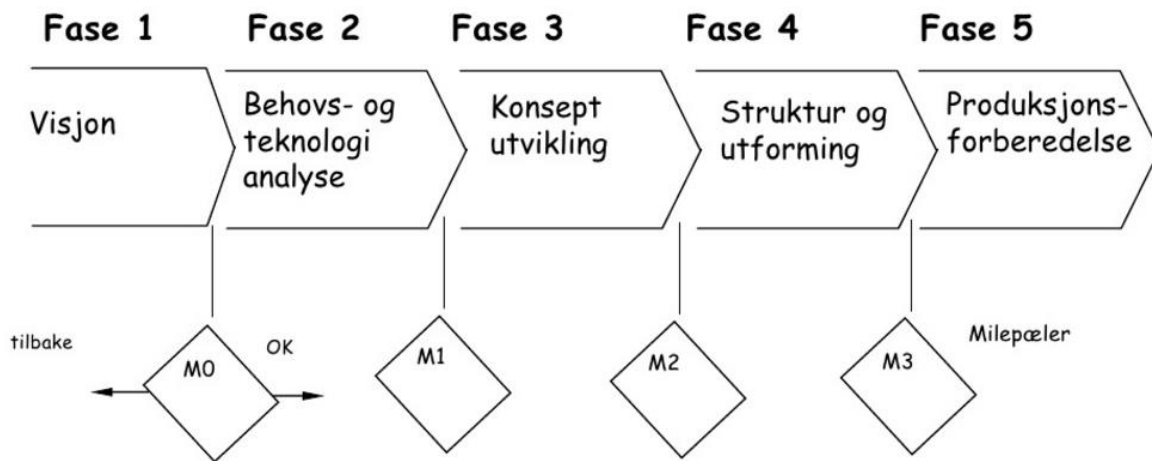 Fase 1 Fase 2 Fase 3 Fase 4 Fase 5
Visjon
Behovs- og
teknologi
analyse
Konsept
utvikling
Struktur og
utforming
Produksjons-
forberedelse
tilbake
M0
OK
M1
M2
M3
Milepæler